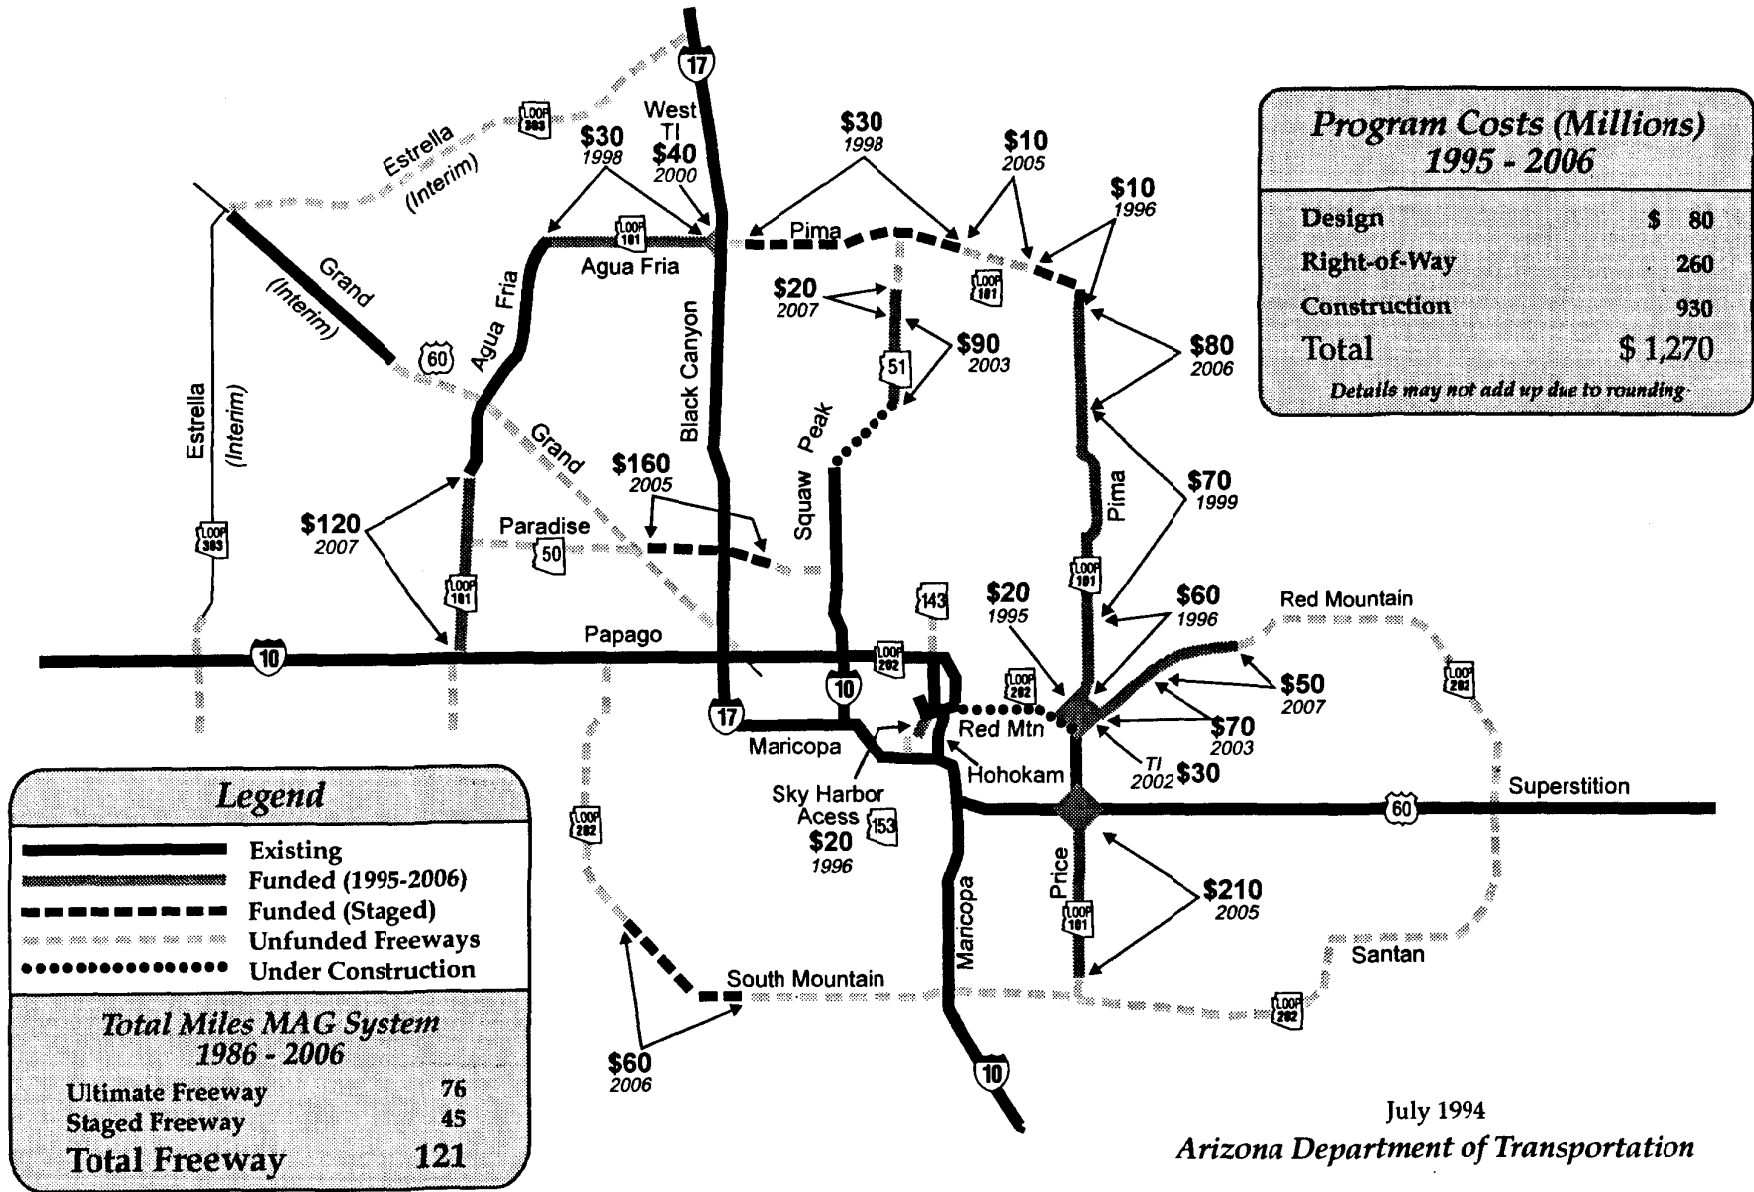 17
West
TI
$40
2000
LOOP
303
Estrella
(Interim)
$30
1998
$30
1998
$10
2005
$10
1996
Program Costs (Millions)
1995 - 2006
Design $ 80
Right-of-Way 260
Construction 930
Total $ 1,270
Details may not add up due to rounding
LOOP
101
Agua Fria
Pima
LOOP
101
Grand
(Interim)
Agua Fria
60
Black Canyon
$20
2007
$90
2003
51
$80
2006
Estrella
(Interim)
Grand
Squaw Peak
$160
2005
$70
1999
Pima
$120
2007
Paradise
50
LOOP
303
LOOP
101
LOOP
101
143
$20
1995
$60
1996
Red Mountain
Papago
10
LOOP
202
10
LOOP
202
LOOP
202
$50
2007
17
Maricopa
Red Mtn
$70
2003
Hohokam
TI
2002 $30
Sky Harbor
Acess
153
$20
1996
60
Superstition
LOOP
202
Price
$210
2005
LOOP
101
Maricopa
Santan
South Mountain
LOOP
202
$60
2006
10
Legend
Existing
Funded (1995-2006)
Funded (Staged)
Unfunded Freeways
Under Construction
Total Miles MAG System
1986 - 2006
Ultimate Freeway 76
Staged Freeway 45
Total Freeway 121
July 1994
Arizona Department of Transportation